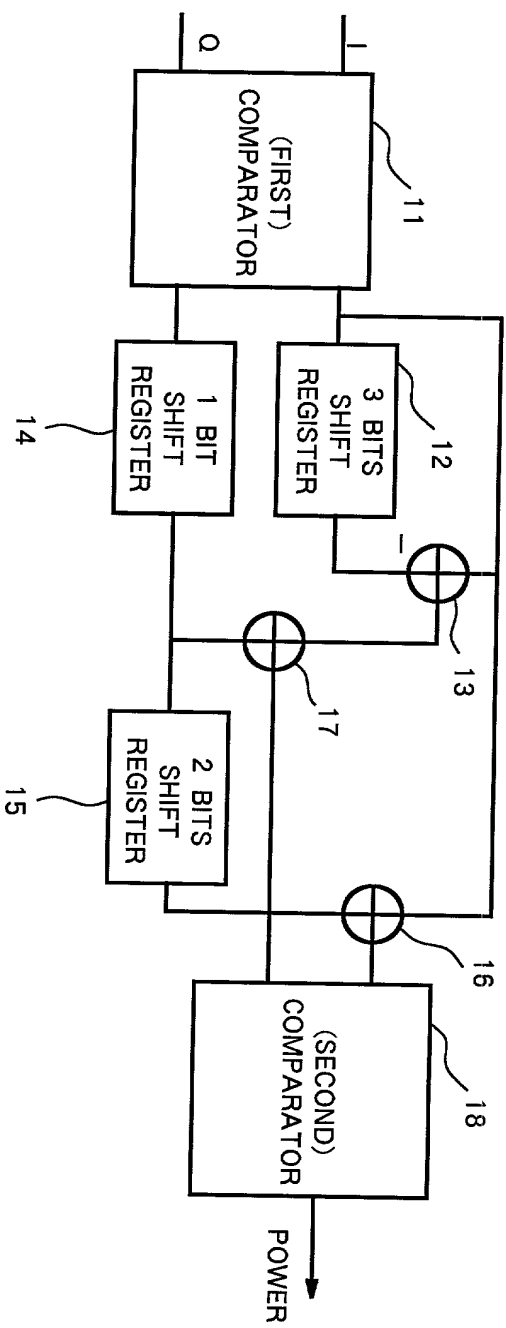 I
Q
(FIRST)
COMPARATOR
11
3 BITS
SHIFT
REGISTER
12
–
13
1 BIT
SHIFT
REGISTER
14
17
2 BITS
SHIFT
REGISTER
15
16
(SECOND)
COMPARATOR
18
POWER